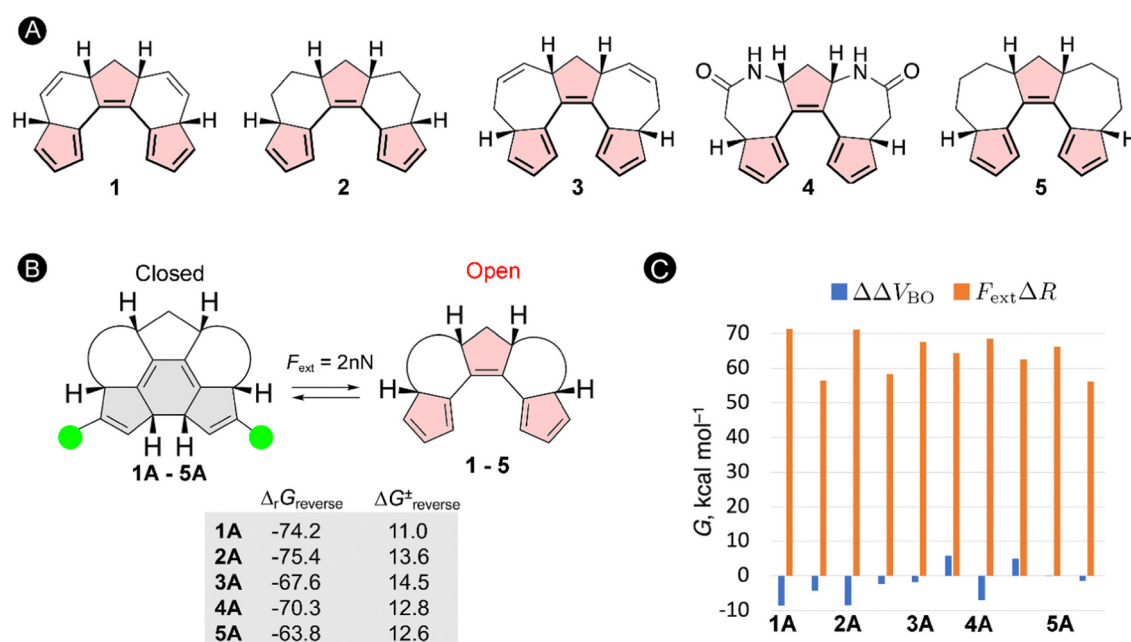 A
H H H H H H N H H N H H
O O
H H H H H H H H H H
1 2 3 4 5
B
Closed Open
H H H H
H H H H
H H
F_ext = 2nN
1A - 5A 1 - 5
Δ_rG_reverse ΔG^±_reverse
1A -74.2 11.0
2A -75.4 13.6
3A -67.6 14.5
4A -70.3 12.8
5A -63.8 12.6
C
ΔΔV_BO F_extΔR
G, kcal mol⁻¹
70
60
50
40
30
20
10
0
-10
1A 2A 3A 4A 5A